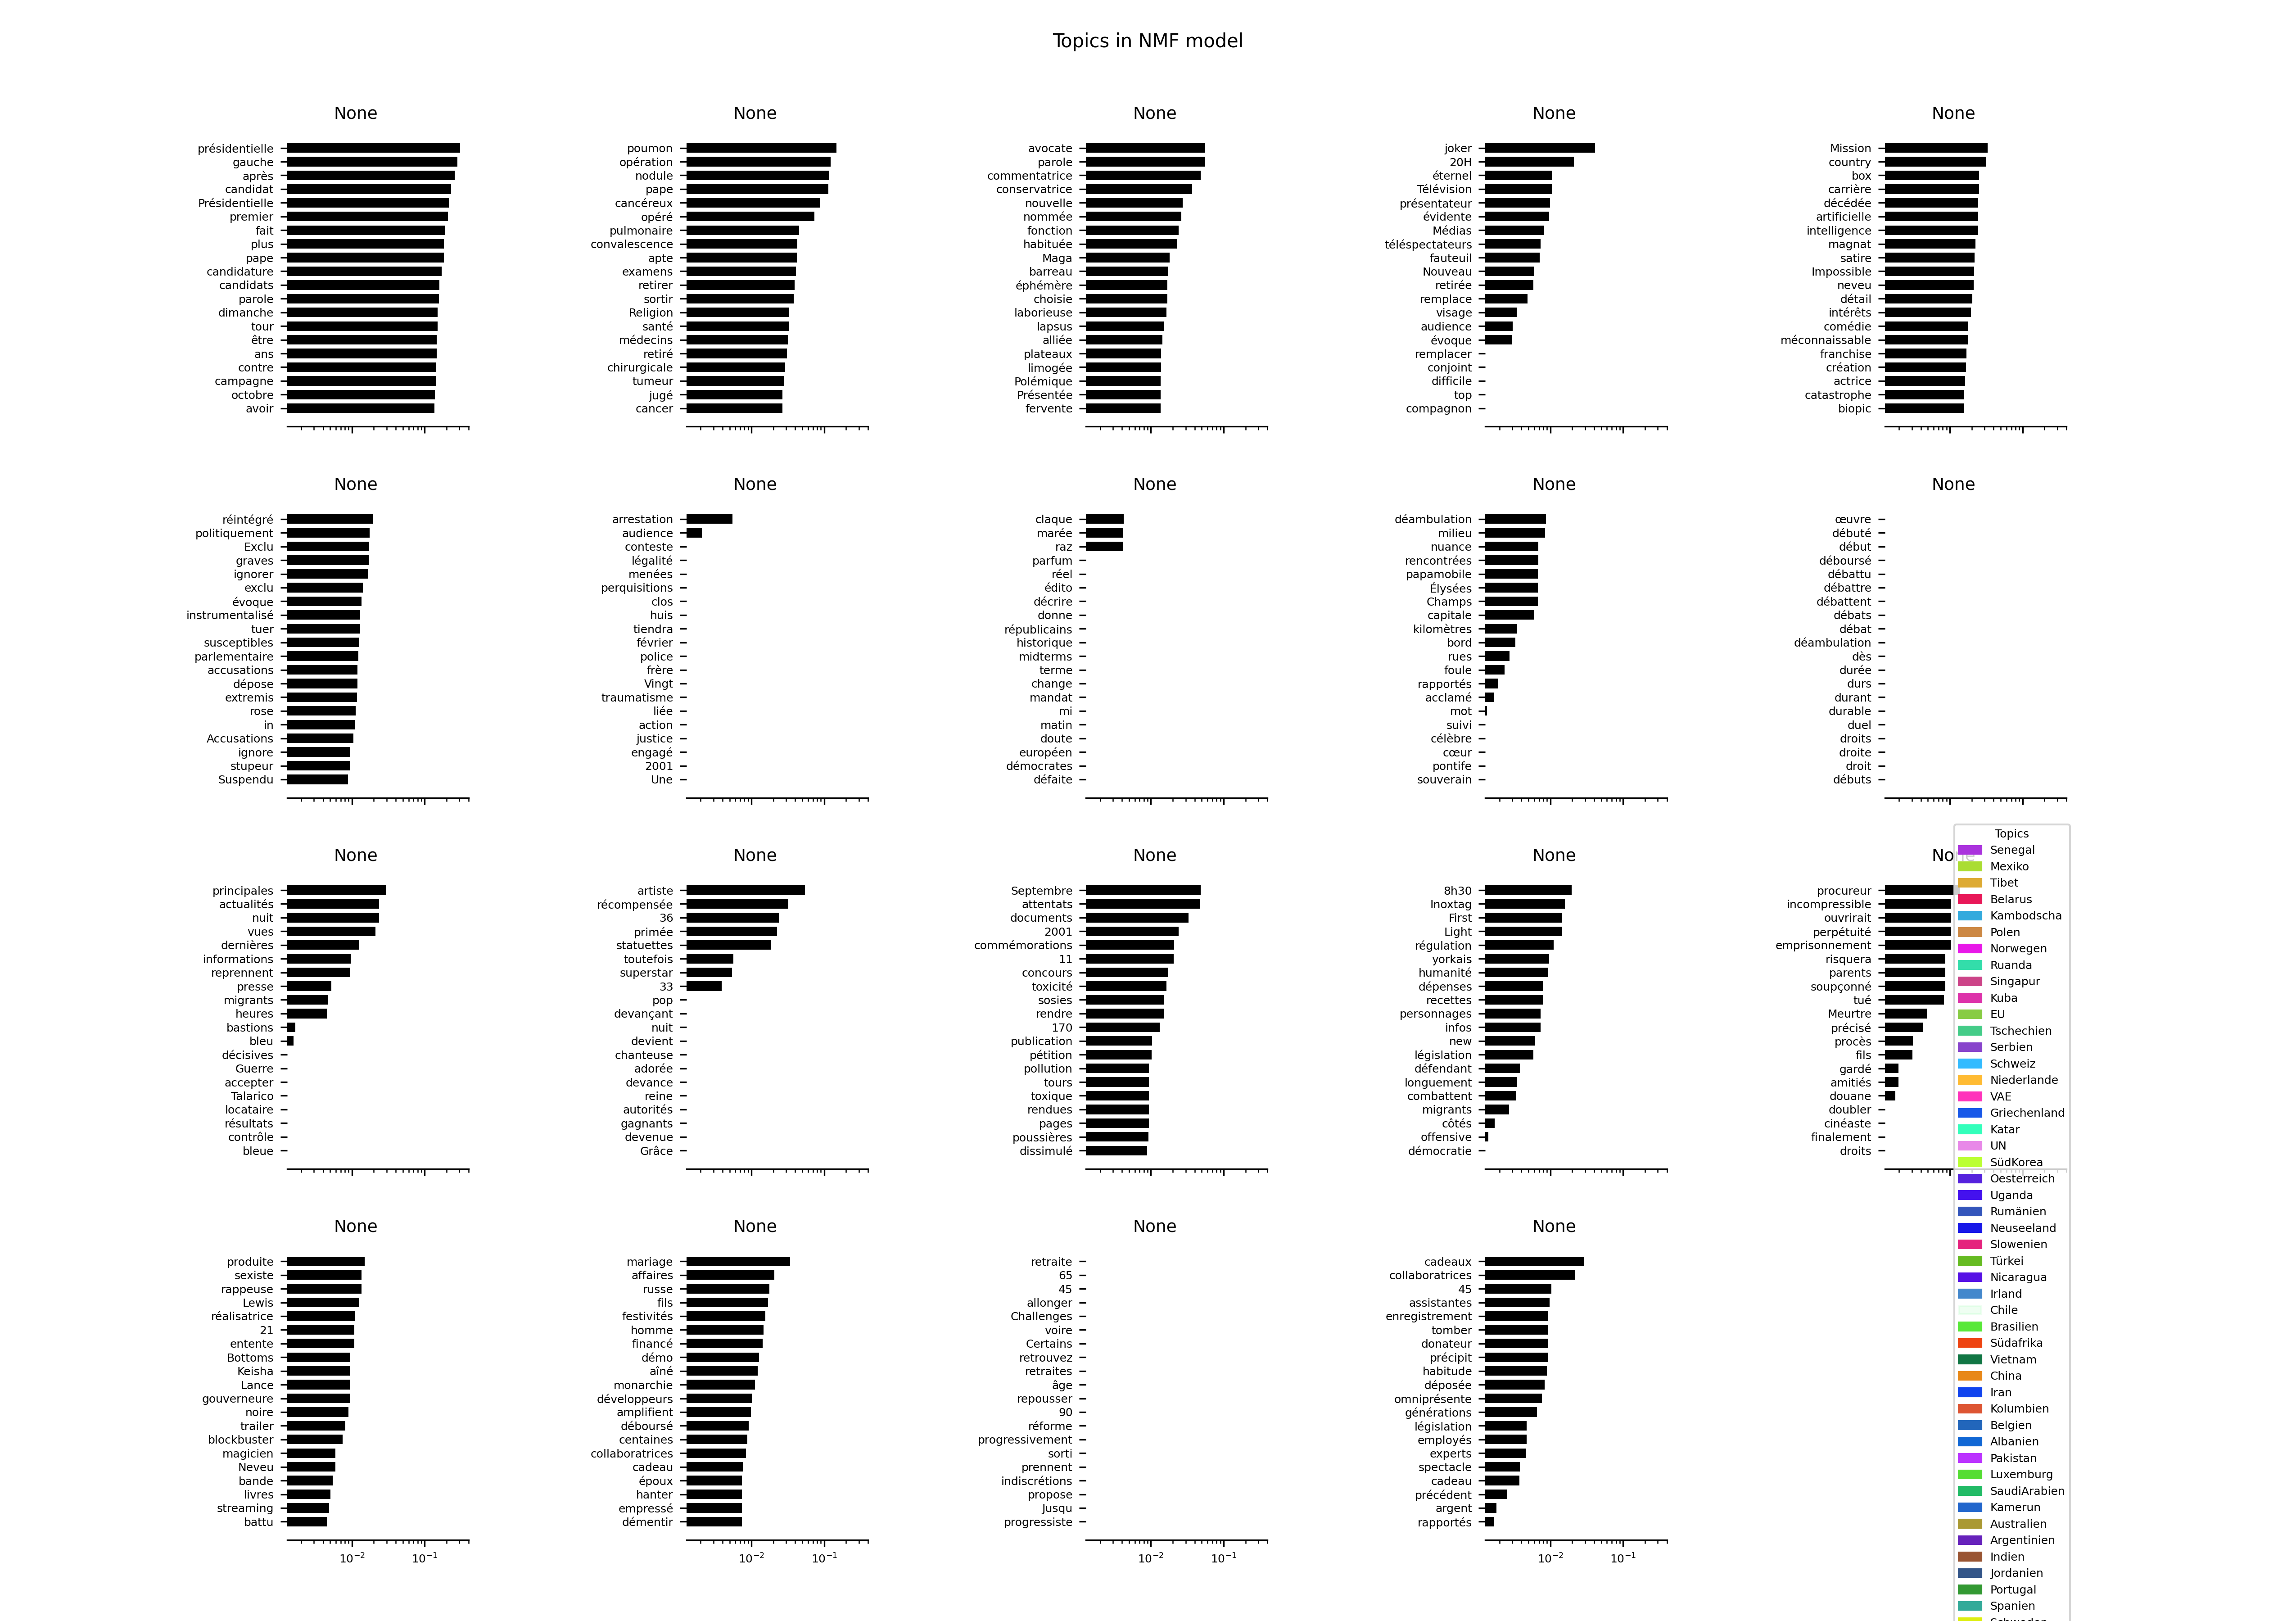 Topics in NMF model
None
présidentielle
gauche
après
candidat
Présidentielle
premier
fait
plus
pape
candidature
candidats
parole
dimanche
tour
être
ans
contre
campagne
octobre
avoir
None
poumon
opération
nodule
pape
cancéreux
opéré
pulmonaire
convalescence
apte
examens
retirer
sortir
Religion
santé
médecins
retiré
chirurgicale
tumeur
jugé
cancer
None
avocate
parole
commentatrice
conservatrice
nouvelle
nommée
fonction
habituée
Maga
barreau
éphémère
choisie
laborieuse
lapsus
alliée
plateaux
limogée
Polémique
Présentée
fervente
None
joker
20H
éternel
Télévision
présentateur
évidente
Médias
téléspectateurs
fauteuil
Nouveau
retirée
remplace
visage
audience
évoque
remplacer
conjoint
difficile
top
compagnon
None
Mission
country
box
carrière
décédée
artificielle
intelligence
magnat
satire
Impossible
neveu
détail
intérêts
comédie
méconnaissable
franchise
création
actrice
catastrophe
biopic
None
réintégré
politiquement
Exclu
graves
ignorer
exclu
évoque
instrumentalisé
tuer
susceptibles
parlementaire
accusations
dépose
extremis
rose
in
Accusations
ignore
stupeur
Suspendu
None
arrestation
audience
conteste
légalité
menées
perquisitions
clos
huis
tiendra
février
police
frère
Vingt
traumatisme
liée
action
justice
engagé
2001
Une
None
claque
marée
raz
parfum
réel
édito
décrire
donne
républicains
historique
midterms
terme
change
mandat
mi
matin
doute
européen
démocrates
défaite
None
déambulation
milieu
nuance
rencontrées
papamobile
Élysées
Champs
capitale
kilomètres
bord
rues
foule
rapportés
acclamé
mot
suivi
célèbre
cœur
pontife
souverain
None
œuvre
débuté
début
déboursé
débattu
débattre
débattent
débats
débat
déambulation
dès
durée
durs
durant
durable
duel
droits
droite
droit
débuts
None
principales
actualités
nuit
vues
dernières
informations
reprennent
presse
migrants
heures
bastions
bleu
décisives
Guerre
accepter
Talarico
locataire
résultats
contrôle
bleue
None
artiste
récompensée
36
primée
statuettes
toutefois
superstar
33
pop
devançant
nuit
devient
chanteuse
adorée
devance
reine
autorités
gagnants
devenue
Grâce
None
Septembre
attentats
documents
2001
commémorations
11
concours
toxicité
sosies
rendre
170
publication
pétition
pollution
tours
toxique
rendues
pages
poussières
dissimulé
None
8h30
Inoxtag
First
Light
régulation
yorkais
humanité
dépenses
recettes
personnages
infos
new
législation
défendant
longuement
combattent
migrants
côtés
offensive
démocratie
None
procureur
incompressible
ouvrirait
perpétuité
emprisonnement
risquera
parents
soupçonné
tué
Meurtre
précisé
procès
fils
gardé
amitiés
douane
doubler
cinéaste
finalement
droits
None
produite
sexiste
rappeuse
Lewis
réalisatrice
21
entente
Bottoms
Keisha
Lance
gouverneure
noire
trailer
blockbuster
magicien
Neveu
bande
livres
streaming
battu
10⁻² 10⁻¹
None
mariage
affaires
russe
fils
festivités
homme
financé
démo
aîné
monarchie
développeurs
amplifient
déboursé
centaines
collaboratrices
cadeau
époux
hanter
empressé
démentir
10⁻² 10⁻¹
None
retraite
65
45
allonger
Challenges
voire
Certains
retrouvez
retraites
âge
repousser
90
réforme
progressivement
sorti
prennent
indiscrétions
propose
Jusqu
progressiste
10⁻² 10⁻¹
None
cadeaux
collaboratrices
45
assistantes
enregistrement
tomber
donateur
précipit
habitude
déposée
omniprésente
générations
législation
employés
experts
spectacle
cadeau
précédent
argent
rapportés
10⁻² 10⁻¹
Topics
Senegal
Mexiko
Tibet
Belarus
Kambodscha
Polen
Norwegen
Ruanda
Singapur
Kuba
EU
Tschechien
Serbien
Schweiz
Niederlande
VAE
Griechenland
Katar
UN
SüdKorea
Oesterreich
Uganda
Rumänien
Neuseeland
Slowenien
Türkei
Nicaragua
Irland
Chile
Brasilien
Südafrika
Vietnam
China
Iran
Kolumbien
Belgien
Albanien
Pakistan
Luxemburg
SaudiArabien
Kamerun
Australien
Argentinien
Indien
Jordanien
Portugal
Spanien
Schweden